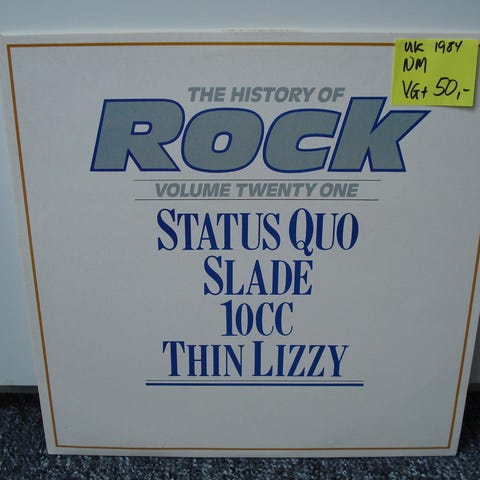 UK 1984
NM
VG+ 50,-
THE HISTORY OF
ROCK
VOLUME TWENTY ONE
STATUS QUO
SLADE
10CC
THIN LIZZY